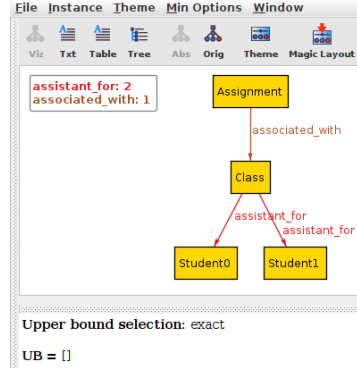 File Instance Theme Min Options Window
Viz Txt Table Tree Abs Orig Theme Magic Layout
assistant_for: 2
associated_with: 1
Assignment
associated_with
Class
assistant_for
assistant_for
Student0 Student1
Upper bound selection: exact
UB = []